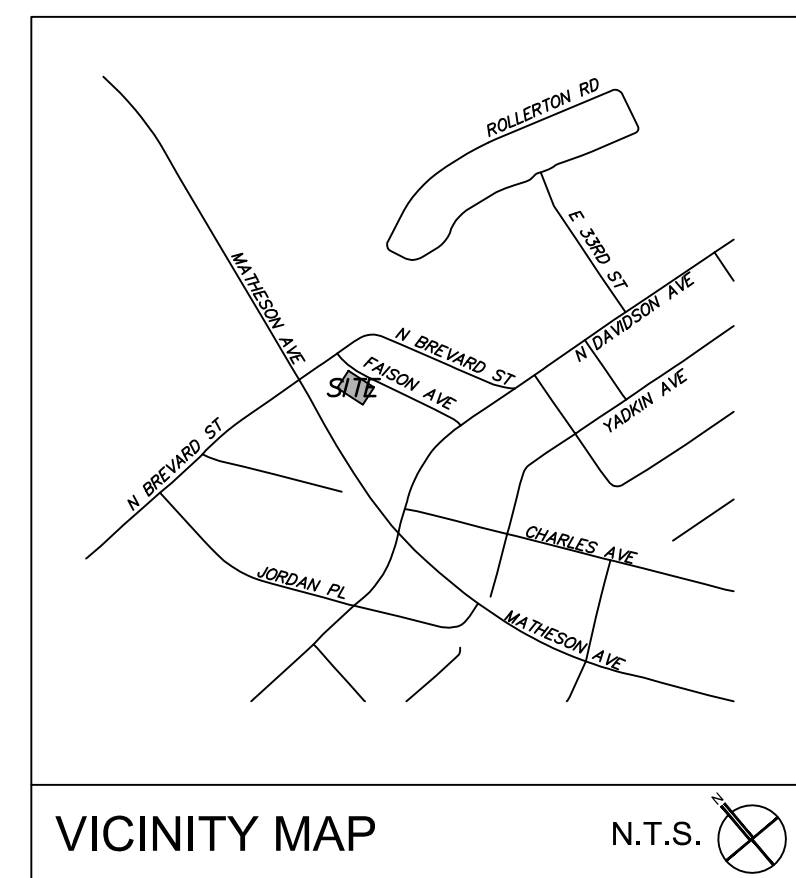 ROLLERTON RD
E 33RD ST
MATHESON AVE
N DAVIDSON AVE
N BREVARD ST
FAISON AVE
SITE
YADKIN AVE
N BREVARD ST
CHARLES AVE
JORDAN PL
MATHESON AVE
VICINITY MAP
N.T.S.
N